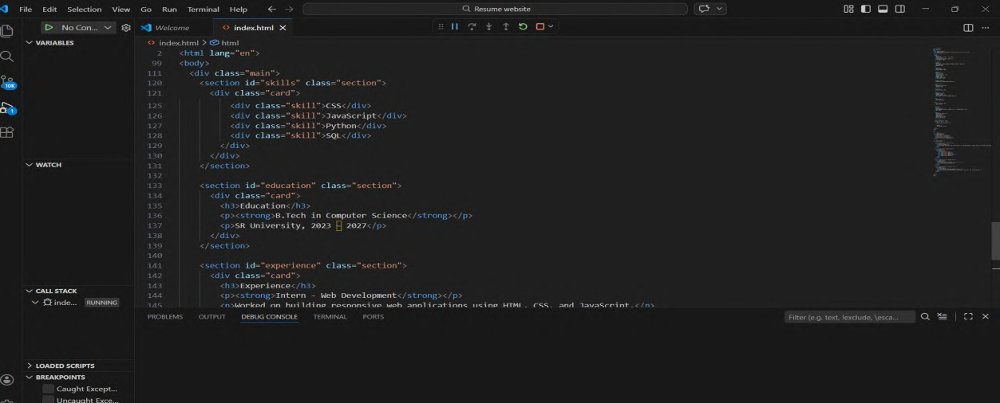 File Edit Selection View Go Run Terminal Help
Resume website
No Con...
Welcome
index.html
VARIABLES
index.html > html
2 <html lang="en">
99 <body>
111 <div class="main">
120 <section id="skills" class="section">
121 <div class="card">
125 <div class="skill">CSS</div>
126 <div class="skill">JavaScript</div>
127 <div class="skill">Python</div>
128 <div class="skill">SQL</div>
129 </div>
130 </div>
131 </section>
132
133 <section id="education" class="section">
134 <div class="card">
135 <h3>Education</h3>
136 <p><strong>B.Tech in Computer Science</strong></p>
137 <p>SR University, 2023 – 2027</p>
138 </div>
139 </section>
140
141 <section id="experience" class="section">
142 <div class="card">
143 <h3>Experience</h3>
144 <p><strong>Intern - Web Development</strong></p>
145 <p>Worked on building responsive web applications using HTML, CSS, and JavaScript.</p>
10K
1
WATCH
CALL STACK
inde... RUNNING
LOADED SCRIPTS
BREAKPOINTS
Caught Except...
Uncaught Exce...
PROBLEMS OUTPUT DEBUG CONSOLE TERMINAL PORTS
Filter (e.g. text, !exclude, \esca...